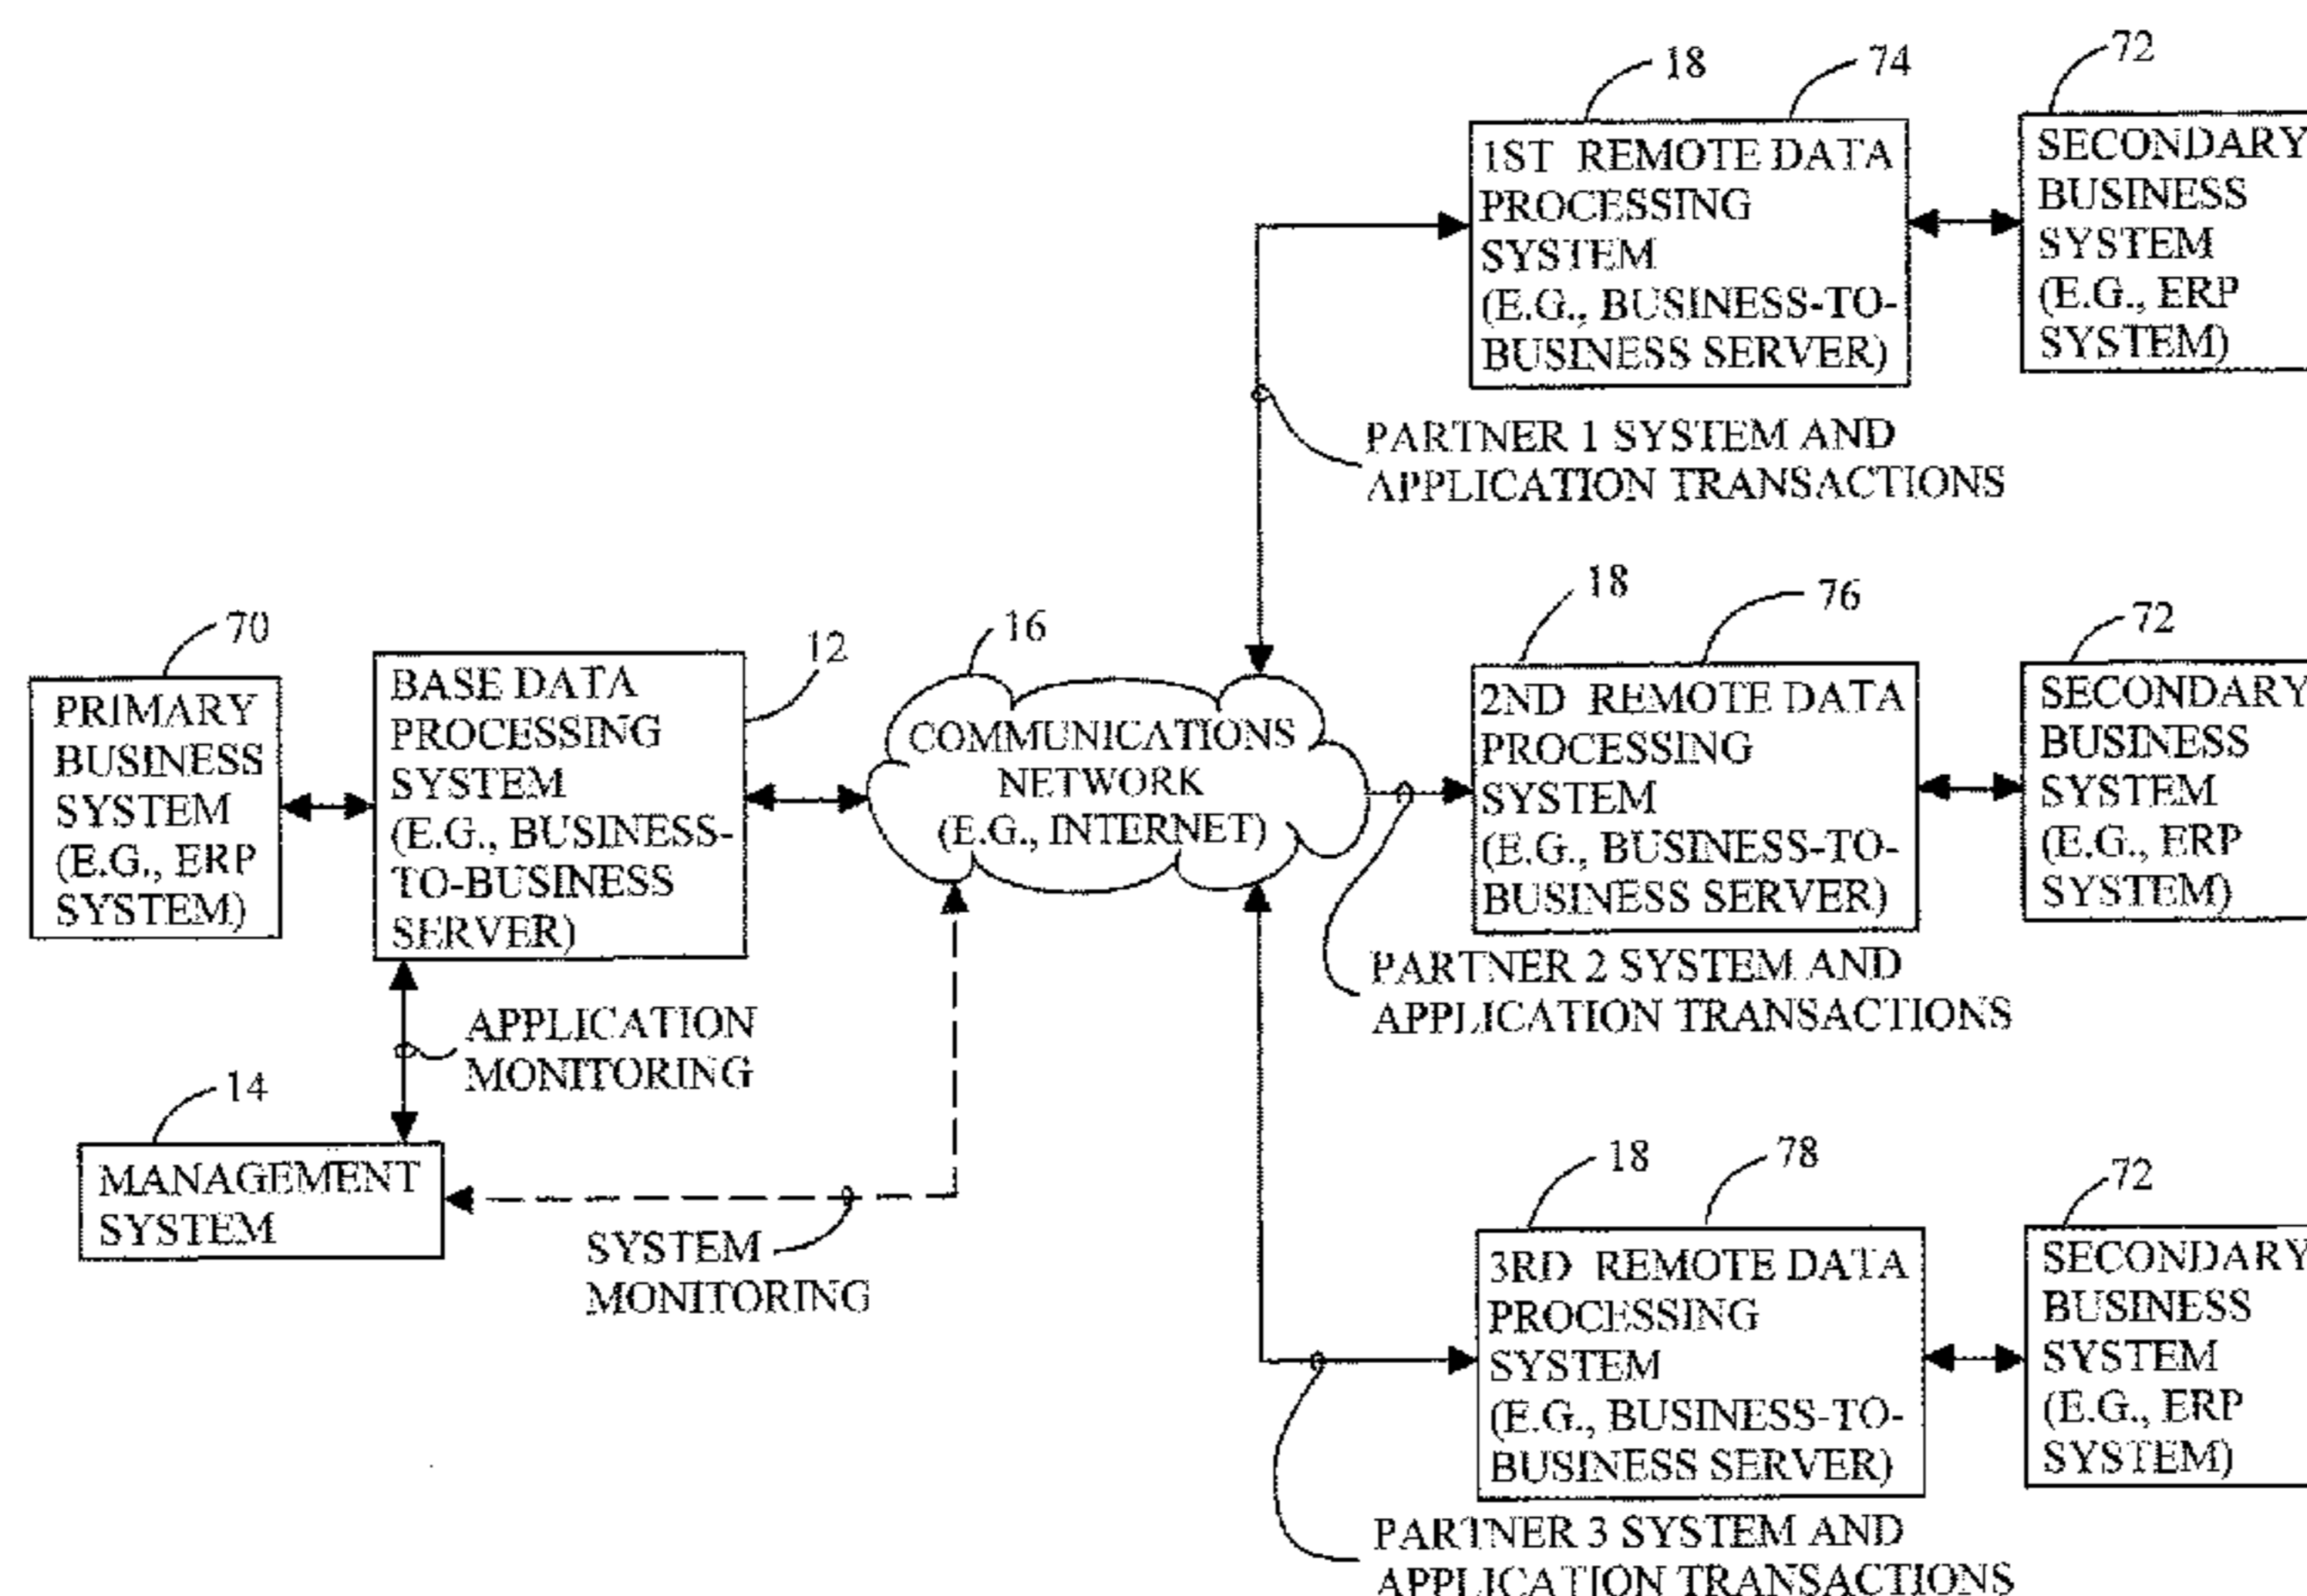 18
74
72
1ST REMOTE DATA
PROCESSING
SYSTEM
(E.G., BUSINESS-TO-
BUSINESS SERVER)
SECONDARY
BUSINESS
SYSTEM
(E.G., ERP
SYSTEM)
PARTNER 1 SYSTEM AND
APPLICATION TRANSACTIONS
70
PRIMARY
BUSINESS
SYSTEM
(E.G., ERP
SYSTEM)
12
BASE DATA
PROCESSING
SYSTEM
(E.G., BUSINESS-
TO-BUSINESS
SERVER)
16
COMMUNICATIONS
NETWORK
(E.G., INTERNET)
18
76
72
2ND REMOTE DATA
PROCESSING
SYSTEM
(E.G., BUSINESS-TO-
BUSINESS SERVER)
SECONDARY
BUSINESS
SYSTEM
(E.G., ERP
SYSTEM)
PARTNER 2 SYSTEM AND
APPLICATION TRANSACTIONS
APPLICATION
MONITORING
14
MANAGEMENT
SYSTEM
SYSTEM
MONITORING
18
78
72
3RD REMOTE DATA
PROCESSING
SYSTEM
(E.G., BUSINESS-TO-
BUSINESS SERVER)
SECONDARY
BUSINESS
SYSTEM
(E.G., ERP
SYSTEM)
PARTNER 3 SYSTEM AND
APPLICATION TRANSACTIONS